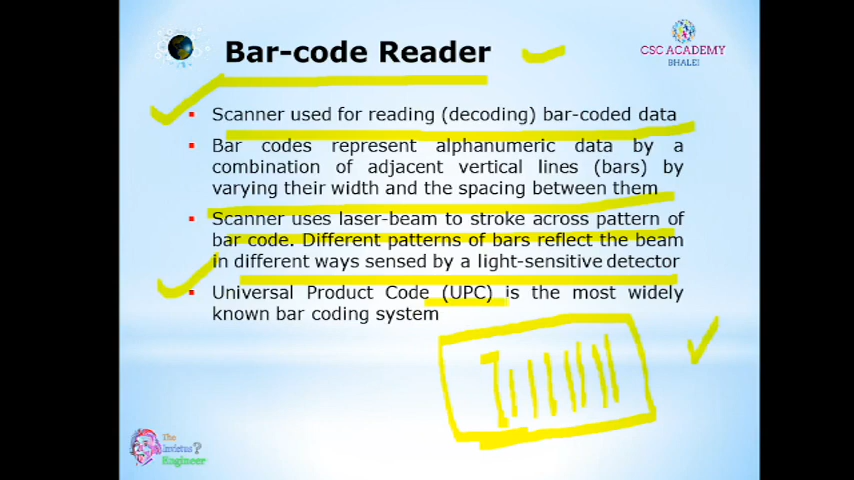 Bar-code Reader
CSC ACADEMY
BHALEI
Scanner used for reading (decoding) bar-coded data
Bar codes represent alphanumeric data by a
combination of adjacent vertical lines (bars) by
varying their width and the spacing between them
Scanner uses laser-beam to stroke across pattern of
bar code. Different patterns of bars reflect the beam
in different ways sensed by a light-sensitive detector
Universal Product Code (UPC) is the most widely
known bar coding system
The
Engineer